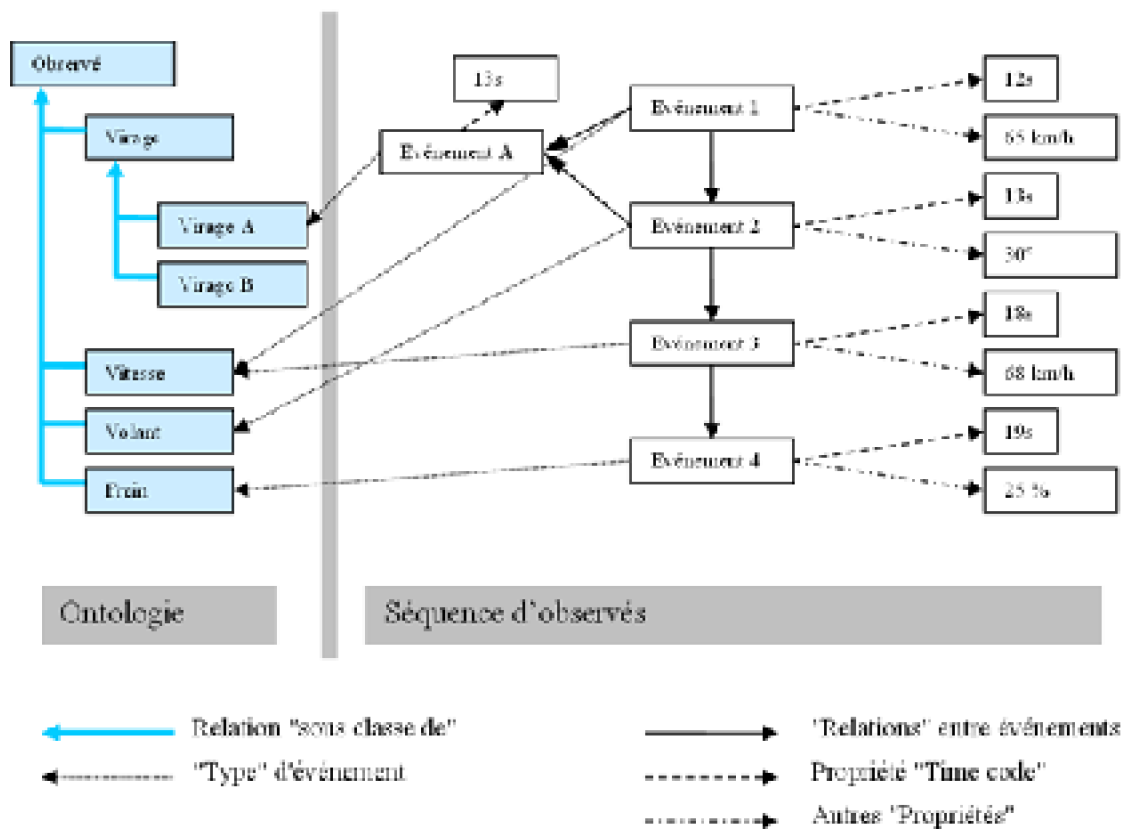 Observé
Virage
Virage A
Virage B
Vitesse
Volant
Frein
13s
Evénement A
Evénement 1
12s
65 km/h
Evénement 2
13s
30°
Evénement 3
18s
68 km/h
Evénement 4
19s
25 %
Ontologie
Séquence d'observés
Relation "sous classe de"
"Type" d'événement
"Relations" entre événements
Propriété "Time code"
Autres "Propriétés"